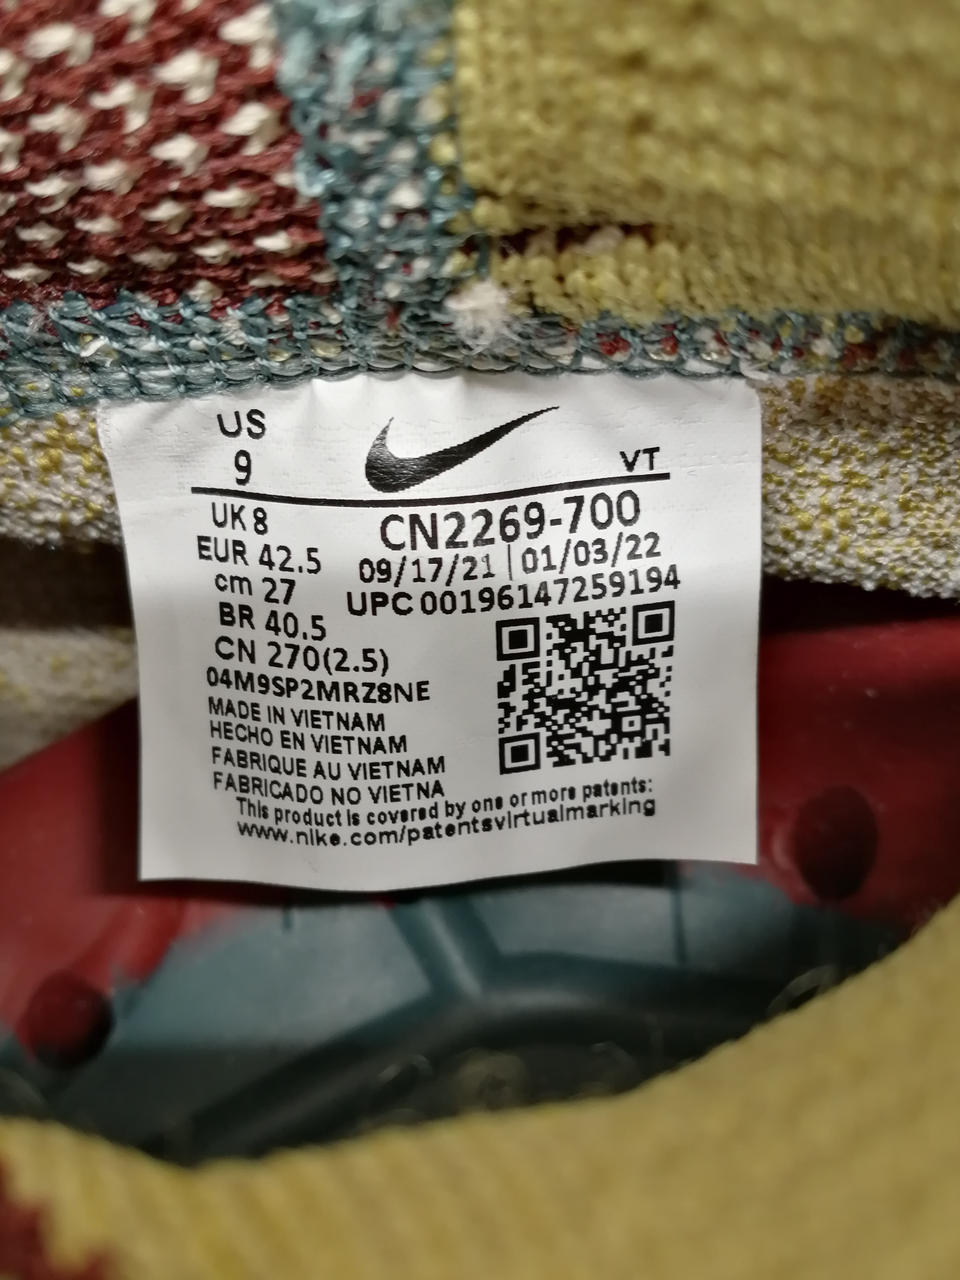 US
9
VT
UK 8
EUR 42.5
cm 27
BR 40.5
CN 270(2.5)
CN2269-700
09/17/21 | 01/03/22
UPC 00196147259194
04M9SP2MRZ8NE
MADE IN VIETNAM
HECHO EN VIETNAM
FABRIQUE AU VIETNAM
FABRICADO NO VIETNA
This product is covered by one or more patents:
www.nike.com/patentsvirtualmarking